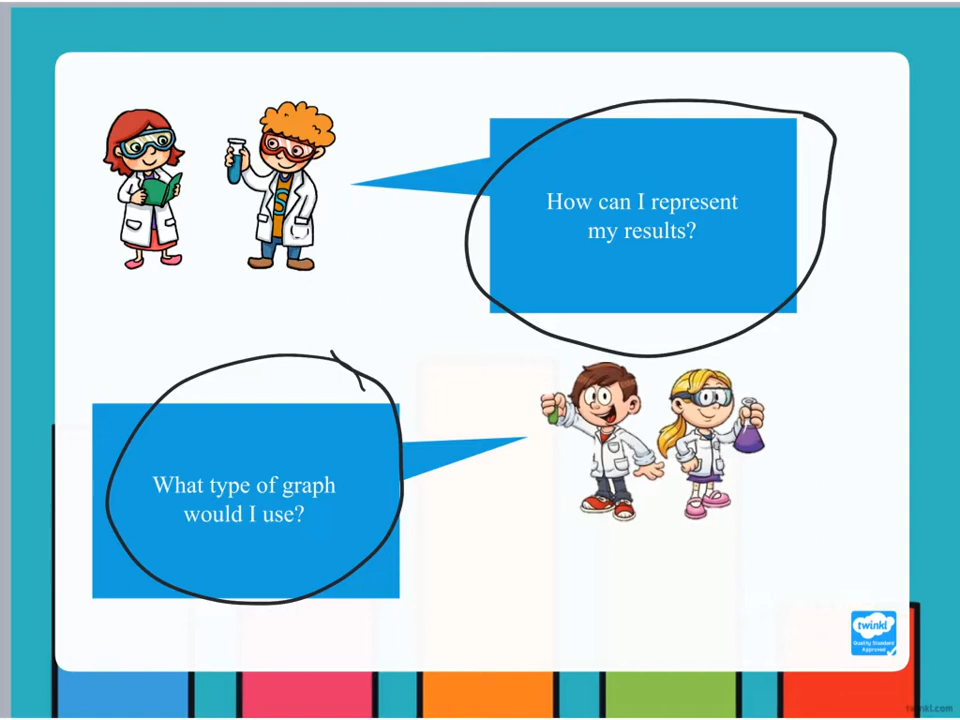 How can I represent
my results?
What type of graph
would I use?
twinkl
Quality Standard
Approved
twinkl.com